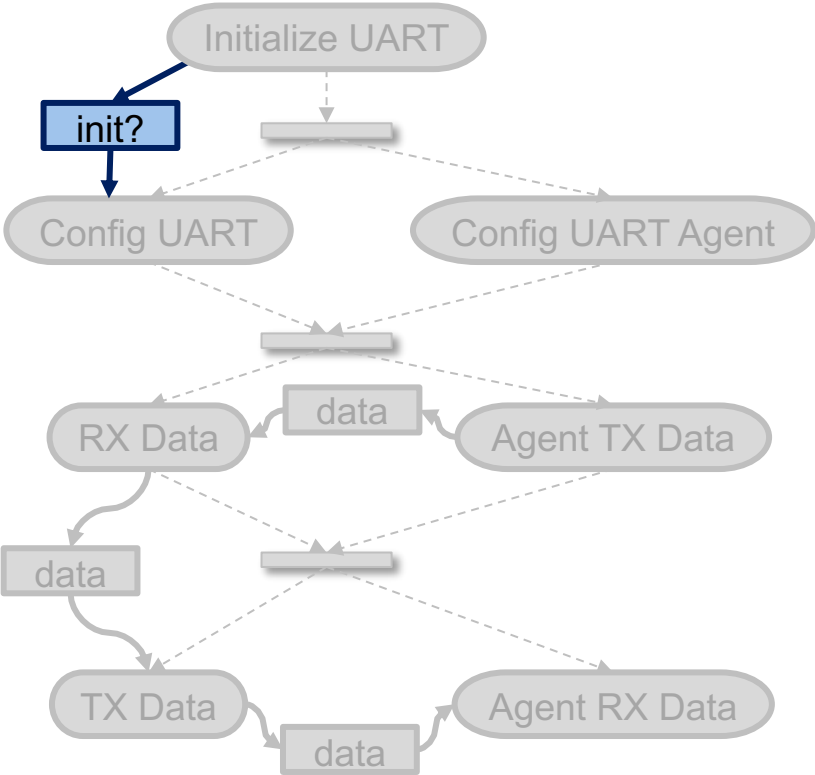 Initialize UART
init?
Config UART
Config UART Agent
RX Data
data
Agent TX Data
data
TX Data
Agent RX Data
data